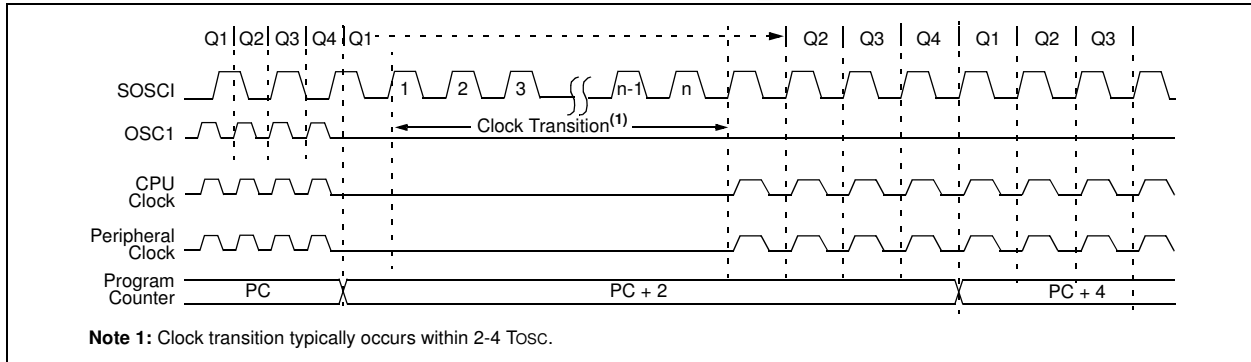 Q1 Q2 Q3 Q4 Q1 Q2 Q3 Q4 Q1 Q2 Q3
SOSCI 1 2 3 n-1 n
OSC1 Clock Transition(1)
CPU
Clock
Peripheral
Clock
Program
Counter
PC PC + 2 PC + 4
Note 1: Clock transition typically occurs within 2-4 TOSC.